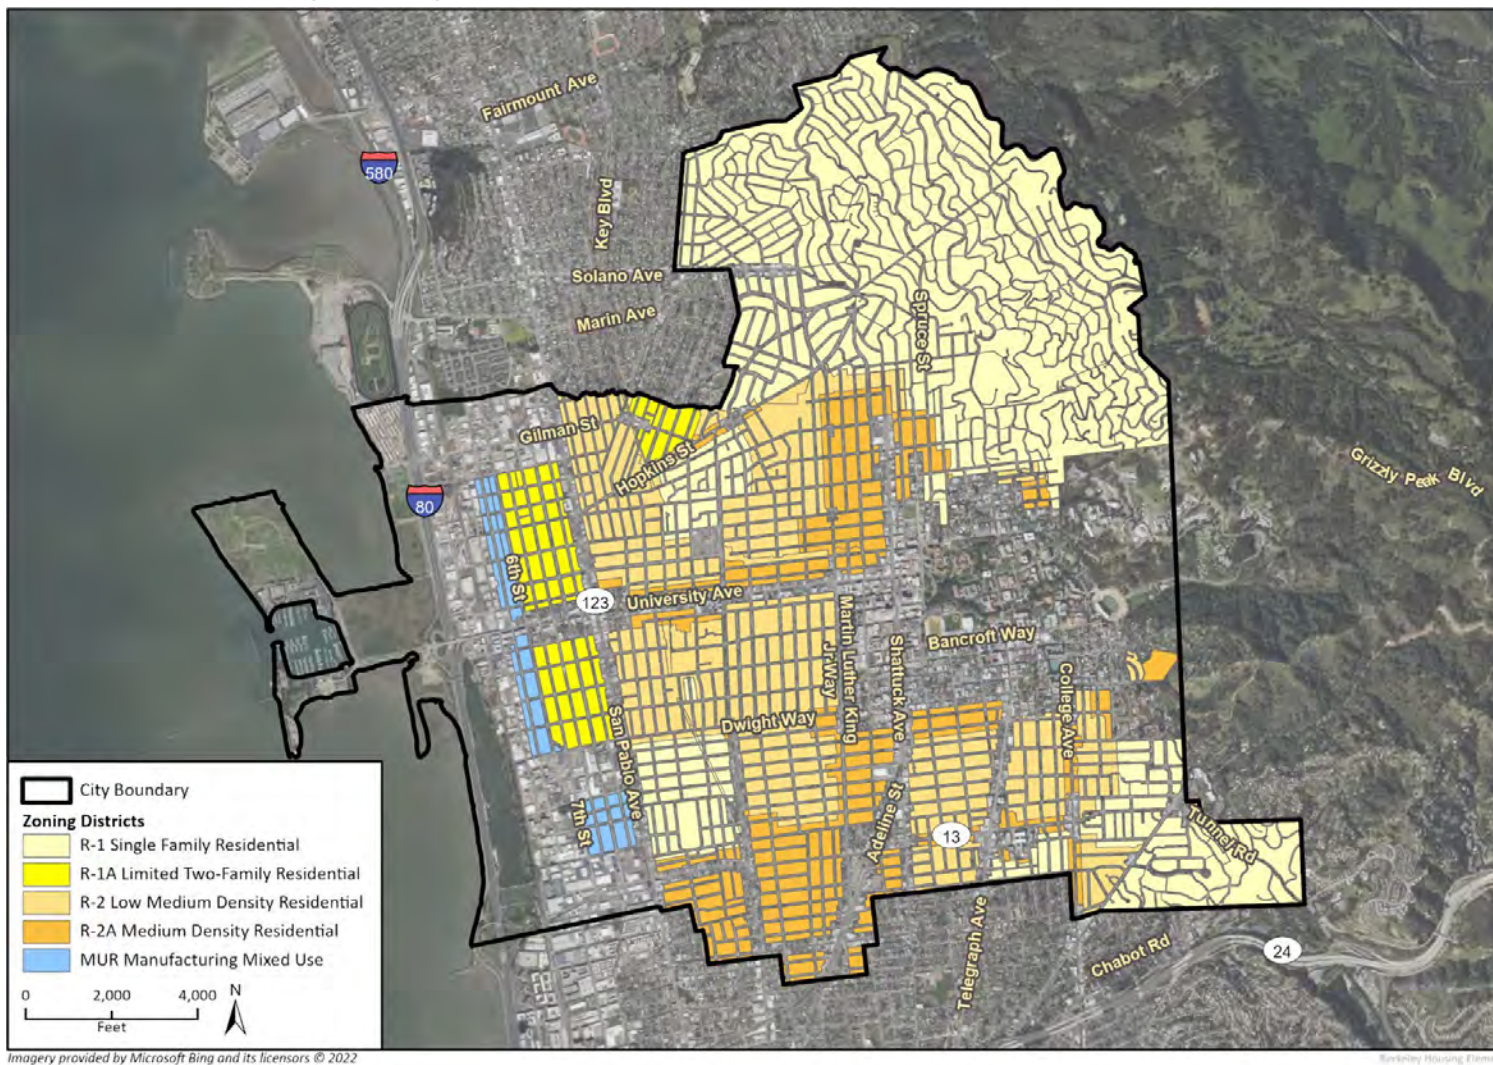 Fairmount Ave
580
Key Blvd
Solano Ave
Marin Ave
Spruce St
Gilman St
Hopkins St
Grizzly Peak Blvd
80
6th St
123
University Ave
Martin Luther King
Jr Way
Shattuck Ave
Bancroft Way
College Ave
Dwight Way
San Pablo Ave
7th St
Adeline St
13
Tunnel Rd
Telegraph Ave
Chabot Rd
24
City Boundary
Zoning Districts
R-1 Single Family Residential
R-1A Limited Two-Family Residential
R-2 Low Medium Density Residential
R-2A Medium Density Residential
MUR Manufacturing Mixed Use
0 2,000 4,000 N
Feet
Imagery provided by Microsoft Bing and its licensors © 2022
Berkeley Housing Eleme